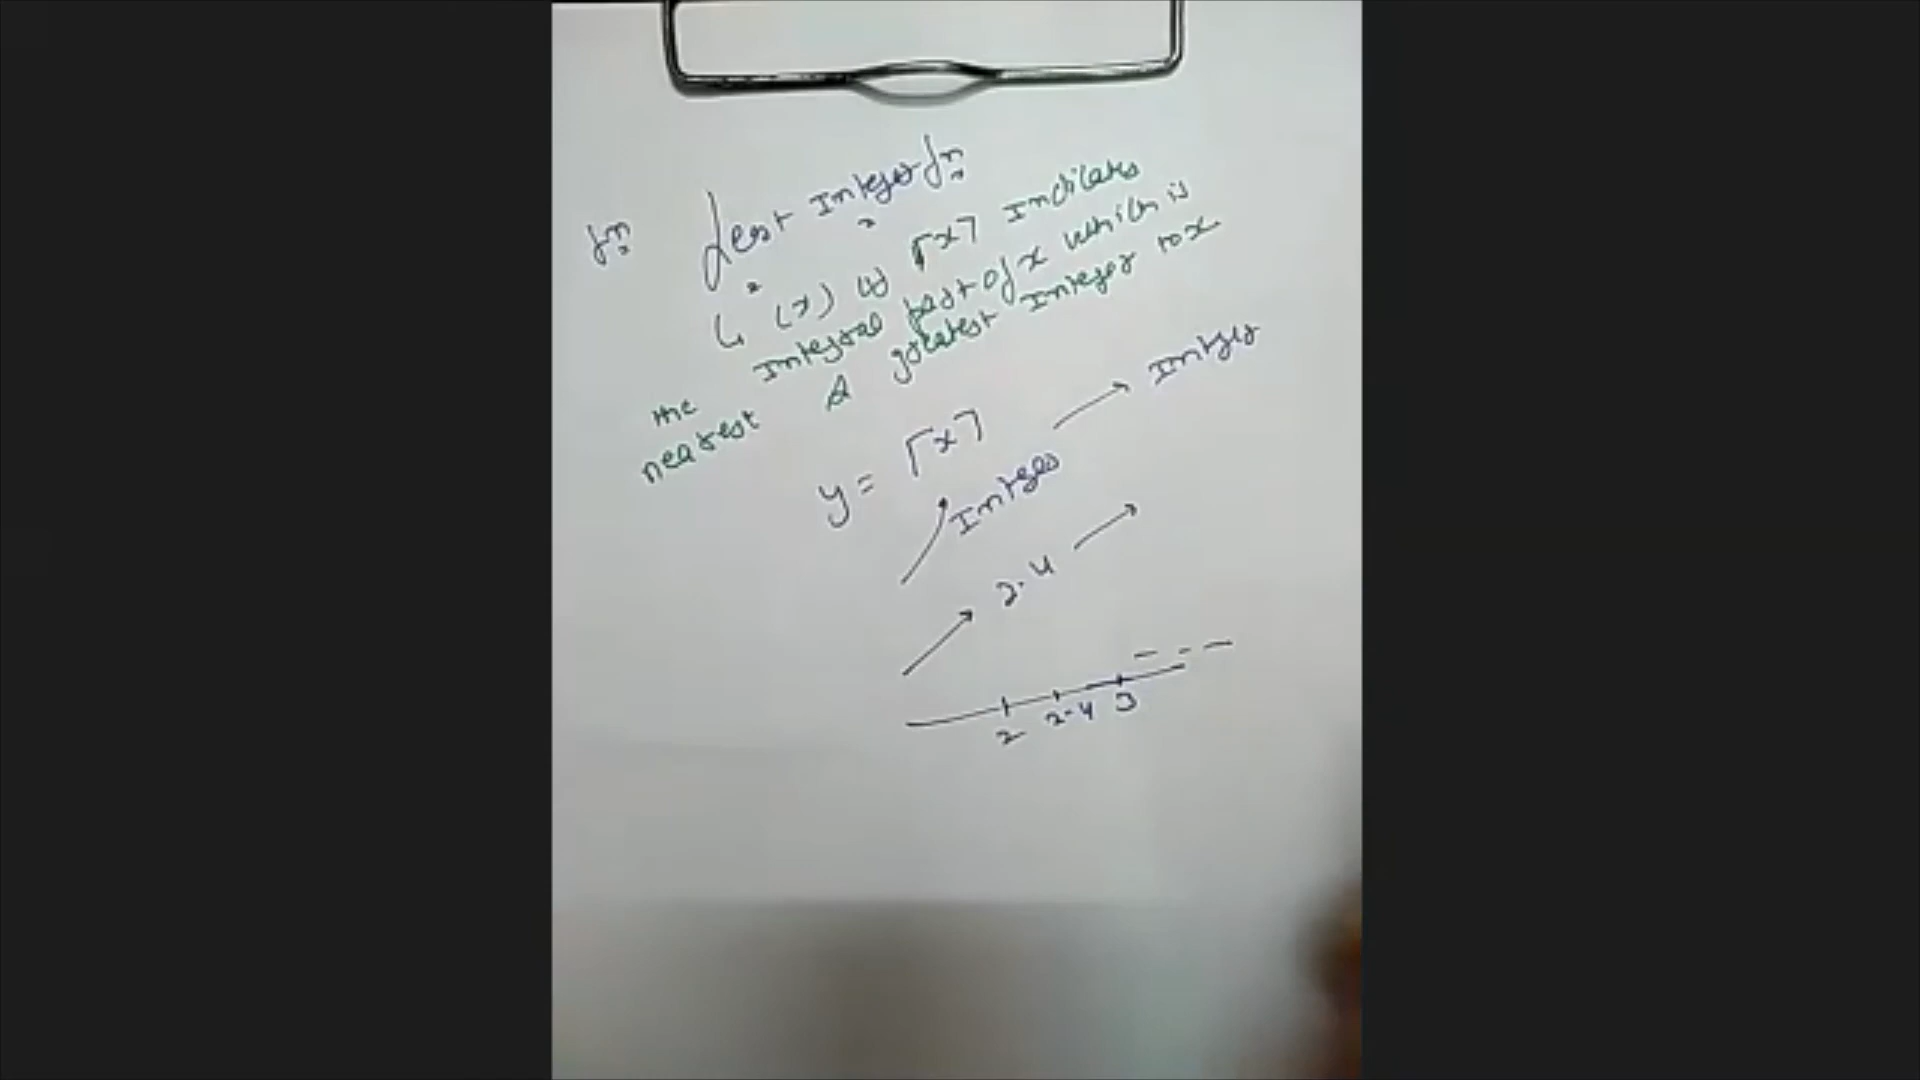 fn Least Integer fn
↳ (x) or ⌈x⌉ Indicates
the Integral part of x which is
nearest & greatest Integer to x
y = ⌈x⌉
Integer → Integer
2.4
2 2.4 3